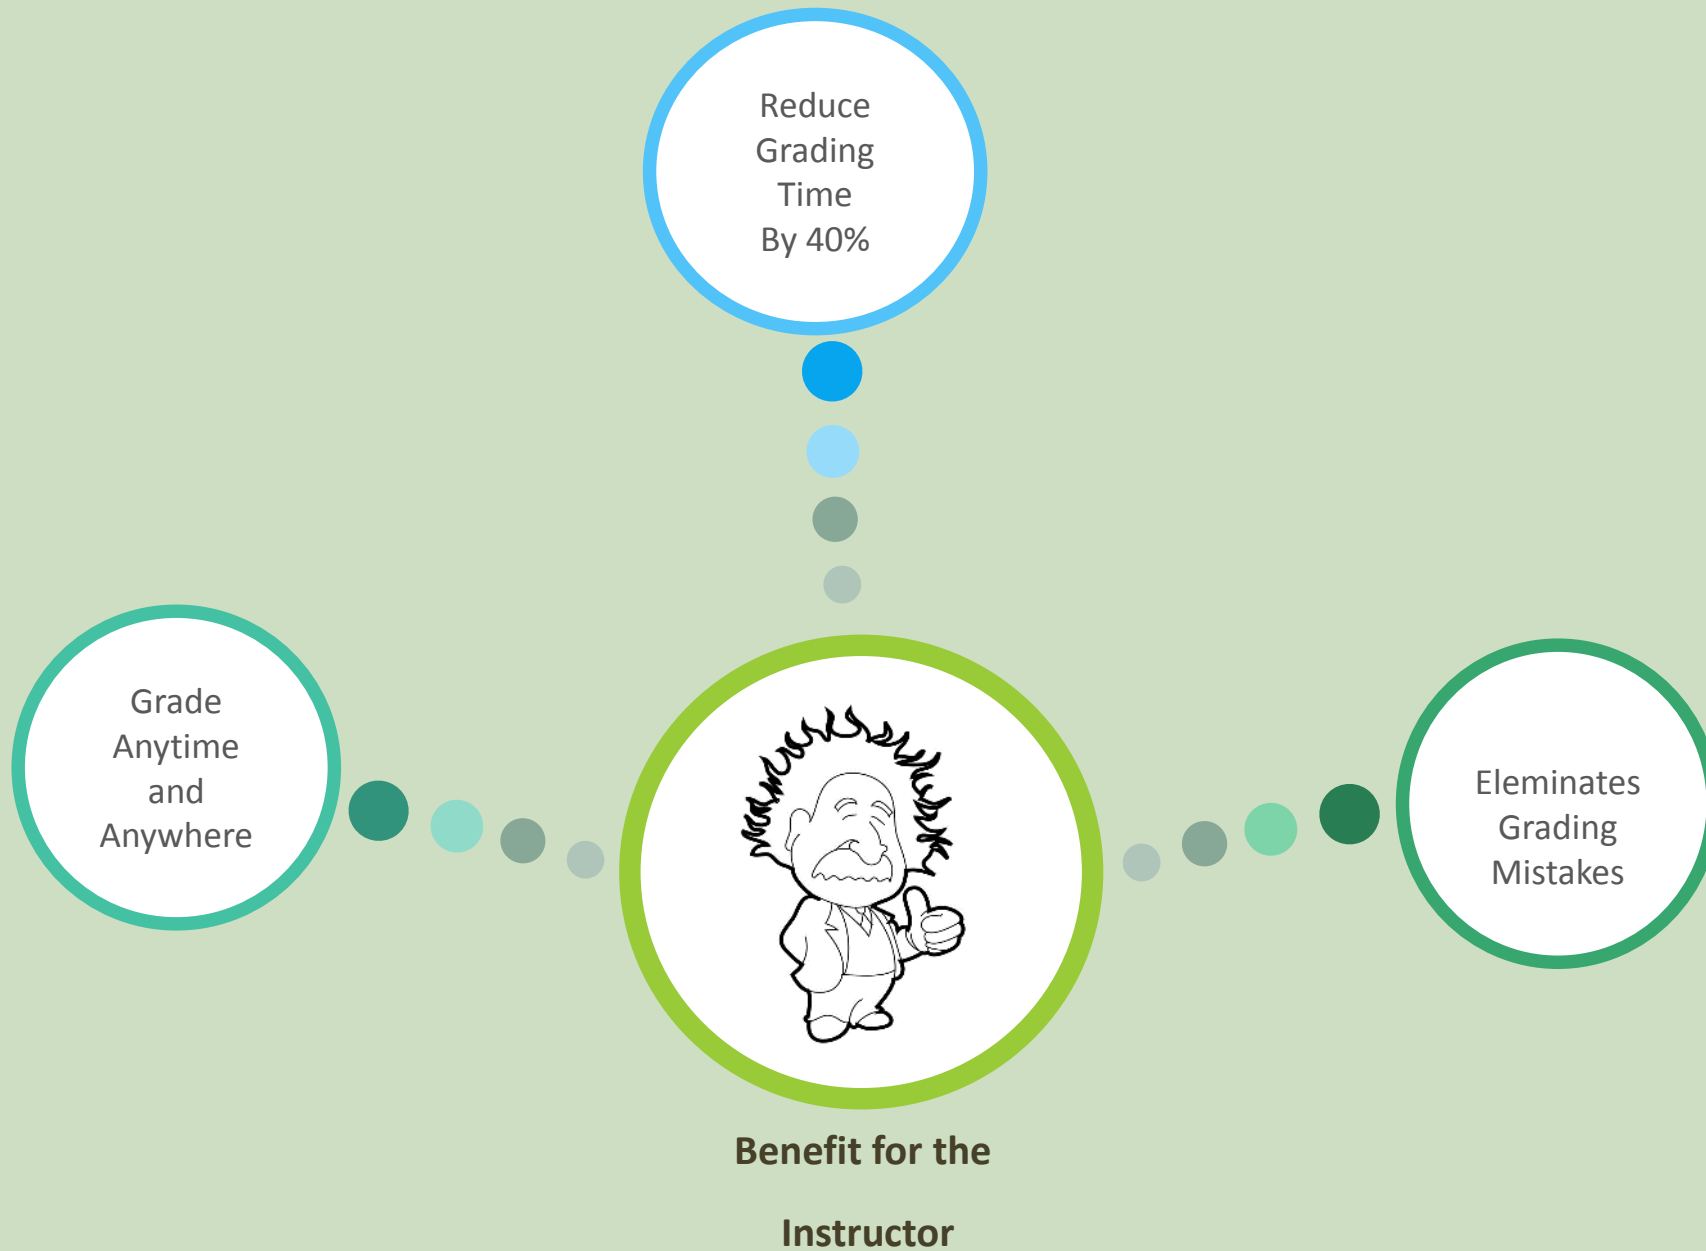 Reduce
Grading
Time
By 40%
Grade
Anytime
and
Anywhere
Eleminates
Grading
Mistakes
Benefit for the
Instructor